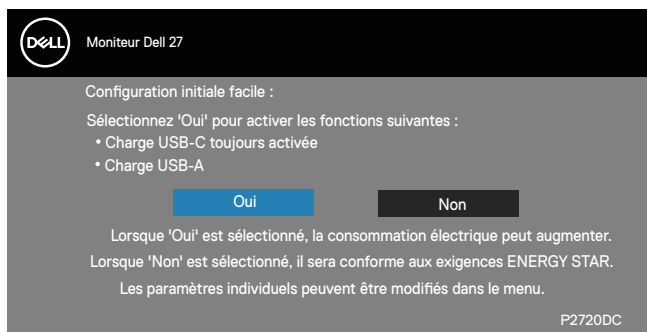 DELL
Moniteur Dell 27
Configuration initiale facile :
Sélectionnez 'Oui' pour activer les fonctions suivantes :
• Charge USB-C toujours activée
• Charge USB-A
Oui Non
Lorsque 'Oui' est sélectionné, la consommation électrique peut augmenter.
Lorsque 'Non' est sélectionné, il sera conforme aux exigences ENERGY STAR.
Les paramètres individuels peuvent être modifiés dans le menu.
P2720DC